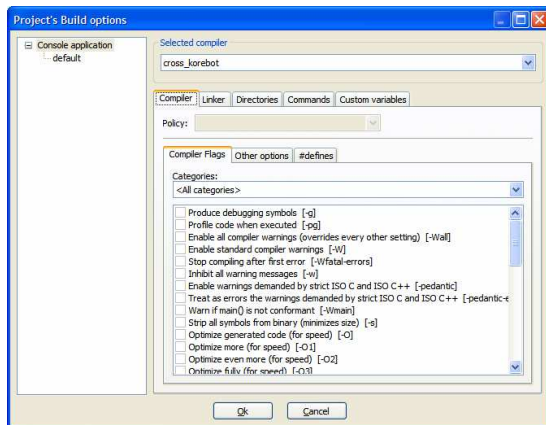 Project's Build options
Console application
default
Selected compiler
cross_korebot
Compiler Linker Directories Commands Custom variables
Policy:
Compiler Flags Other options #defines
Categories:
<All categories>
Produce debugging symbols [-g]
Profile code when executed [-pg]
Enable all compiler warnings (overrides every other setting) [-Wall]
Enable standard compiler warnings [-W]
Stop compiling after first error [-Wfatal-errors]
Inhibit all warning messages [-w]
Enable warnings demanded by strict ISO C and ISO C++ [-pedantic]
Treat as errors the warnings demanded by strict ISO C and ISO C++ [-pedantic-e
Warn if main() is not conformant [-Wmain]
Strip all symbols from binary (minimizes size) [-s]
Optimize generated code (for speed) [-O]
Optimize more (for speed) [-O1]
Optimize even more (for speed) [-O2]
Optimize fully (for speed) [-O3]
Ok Cancel